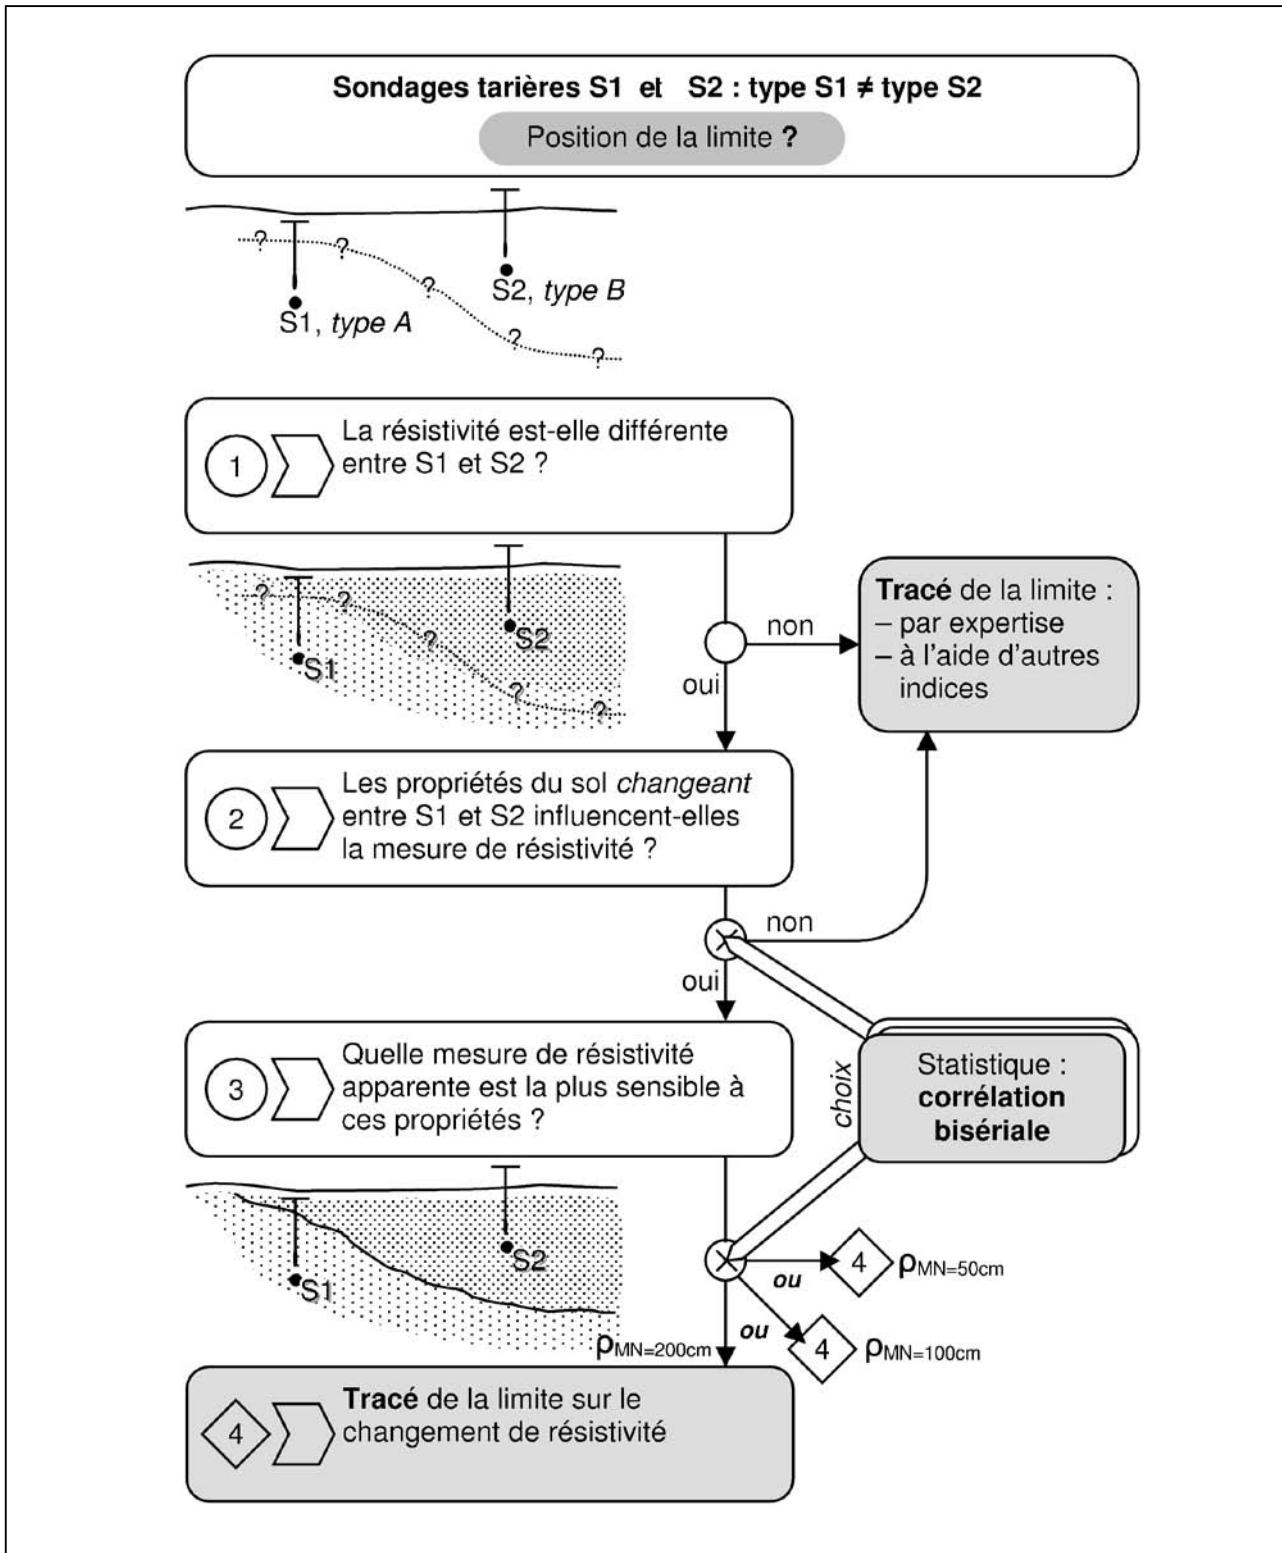 Sondages tarières S1 et S2 : type S1 ≠ type S2
Position de la limite ?
?
?
?
?
?
S2, type B
S1, type A
1
La résistivité est-elle différente
entre S1 et S2 ?
?
?
?
?
?
S2
S1
non
oui
Tracé de la limite :
– par expertise
– à l'aide d'autres
indices
2
Les propriétés du sol changeant
entre S1 et S2 influencent-elles
la mesure de résistivité ?
non
oui
3
Quelle mesure de résistivité
apparente est la plus sensible à
ces propriétés ?
choix
Statistique :
corrélation
bisériale
S2
S1
ou
4
ρMN=50cm
ou
4
ρMN=100cm
ρMN=200cm
4
Tracé de la limite sur le
changement de résistivité